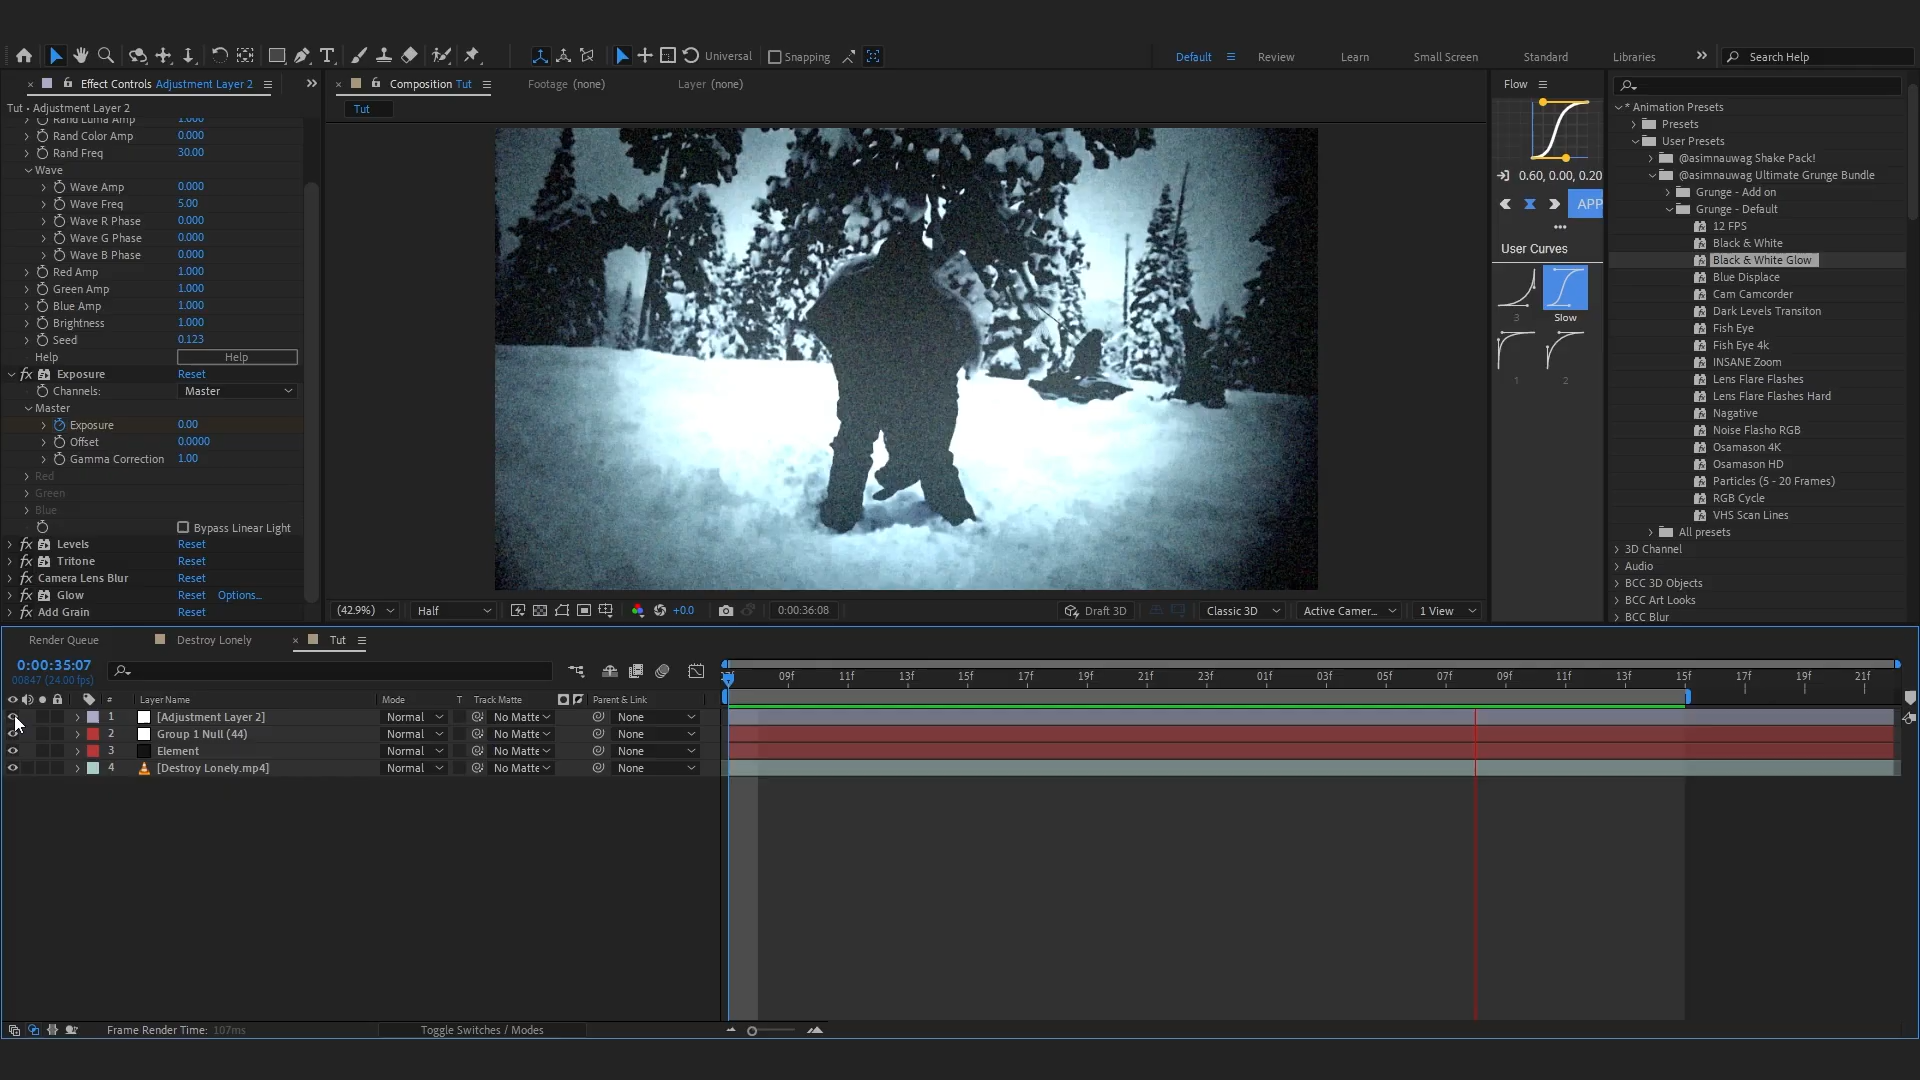 Universal
Snapping
Default
Review
Learn
Small Screen
Standard
Libraries
Search Help
Effect Controls Adjustment Layer 2
Composition Tut
Footage (none)
Layer (none)
Flow
Tut
Tut • Adjustment Layer 2
Rand Luma Amp 1.000
Rand Color Amp 0.000
Rand Freq 30.00
Wave
Wave Amp 0.000
Wave Freq 5.00
Wave R Phase 0.000
Wave G Phase 0.000
Wave B Phase 0.000
Red Amp 1.000
Green Amp 1.000
Blue Amp 1.000
Brightness 1.000
Seed 0.123
Help Help
fx Exposure Reset
Channels: Master
Master
Exposure 0.00
Offset 0.0000
Gamma Correction 1.00
Red
Green
Blue
Bypass Linear Light
fx Levels Reset
fx Tritone Reset
fx Camera Lens Blur Reset
fx Glow Reset Options...
fx Add Grain Reset
(42.9%)
Half
+0.0
0:00:36:08
Draft 3D
Classic 3D
Active Camer...
1 View
0.60, 0.00, 0.20
APP
User Curves
3
Slow
1
2
* Animation Presets
Presets
User Presets
@asimnauwag Shake Pack!
@asimnauwag Ultimate Grunge Bundle
Grunge - Add on
Grunge - Default
12 FPS
Black & White
Black & White Glow
Blue Displace
Cam Camcorder
Dark Levels Transiton
Fish Eye
Fish Eye 4k
INSANE Zoom
Lens Flare Flashes
Lens Flare Flashes Hard
Nagative
Noise Flasho RGB
Osamason 4K
Osamason HD
Particles (5 - 20 Frames)
RGB Cycle
VHS Scan Lines
All presets
3D Channel
Audio
BCC 3D Objects
BCC Art Looks
BCC Blur
Render Queue
Destroy Lonely
Tut
0:00:35:07
00847 (24.00 fps)
09f 11f 13f 15f 17f 19f 21f 23f 01f 03f 05f 07f 09f 11f 13f 15f 17f 19f 21f
# Layer Name Mode T Track Matte Parent & Link
1 [Adjustment Layer 2] Normal No Matte None
2 Group 1 Null (44) Normal No Matte None
3 Element Normal No Matte None
4 [Destroy Lonely.mp4] Normal No Matte None
Frame Render Time: 107ms
Toggle Switches / Modes